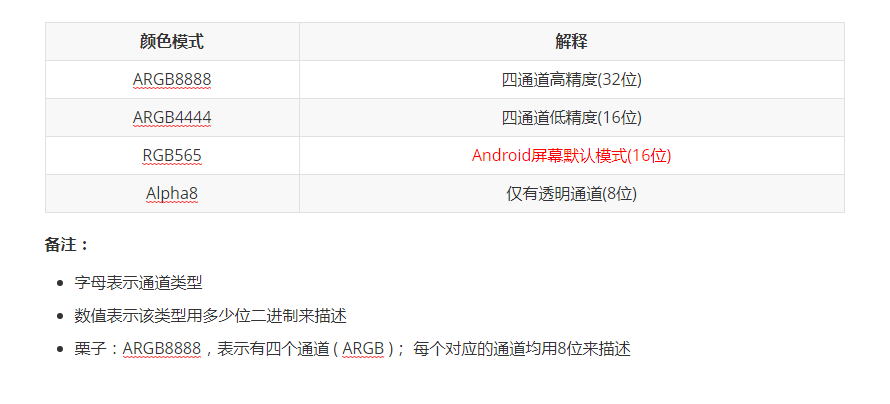 颜色模式 解释
ARGB8888 四通道高精度(32位)
ARGB4444 四通道低精度(16位)
RGB565 Android屏幕默认模式(16位)
Alpha8 仅有透明通道(8位)
备注：
字母表示通道类型
数值表示该类型用多少位二进制来描述
栗子：ARGB8888，表示有四个通道 ( ARGB )； 每个对应的通道均用8位来描述